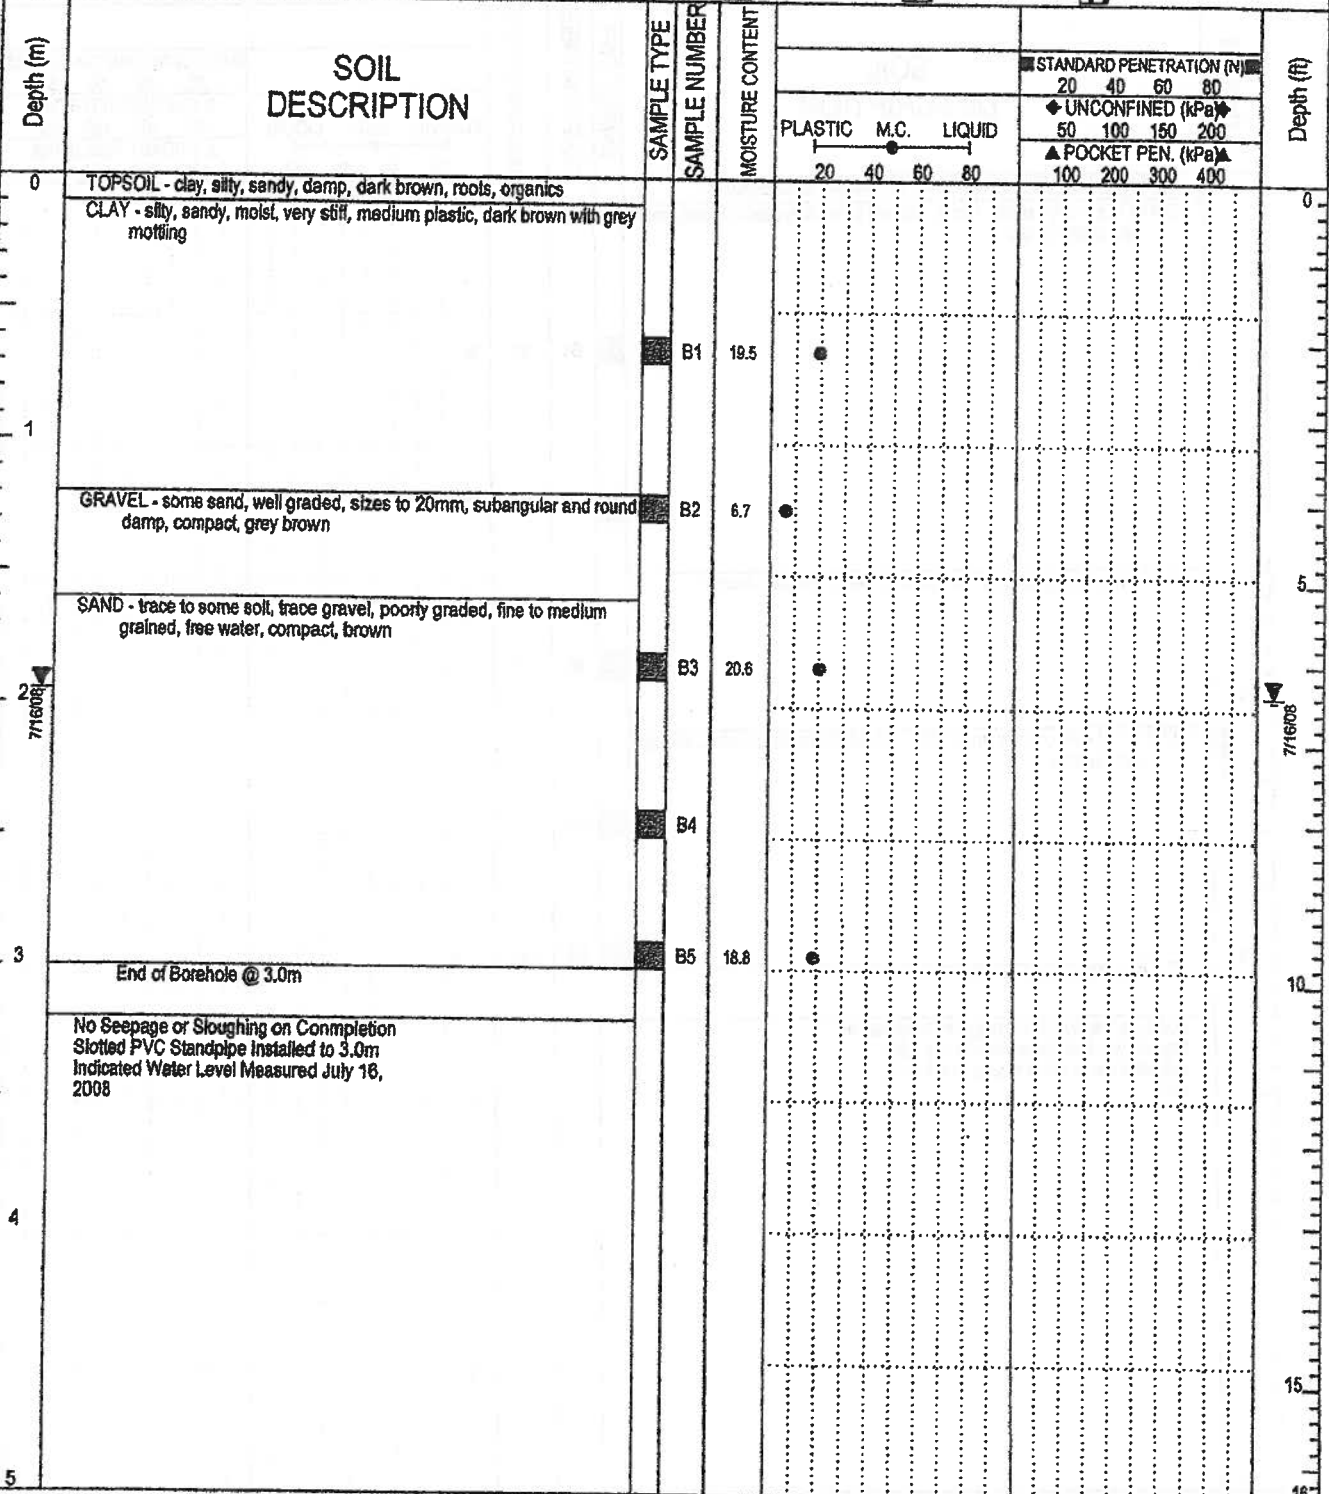 Depth (m)
SOIL
DESCRIPTION
SAMPLE TYPE
SAMPLE NUMBER
MOISTURE CONTENT
PLASTIC M.C. LIQUID
20 40 60 80
STANDARD PENETRATION (N)
20 40 60 80
UNCONFINED (kPa)
50 100 150 200
POCKET PEN. (kPa)
100 200 300 400
Depth (ft)
0
TOPSOIL - clay, silty, sandy, damp, dark brown, roots, organics
0
CLAY - silty, sandy, moist, very stiff, medium plastic, dark brown with grey
mottling
B1 19.5
1
GRAVEL - some sand, well graded, sizes to 20mm, subangular and round
damp, compact, grey brown
B2 6.7
5
SAND - trace to some soil, trace gravel, poorly graded, fine to medium
grained, free water, compact, brown
B3 20.6
2
7/16/08
7/16/08
B4
3
B5 18.8
End of Borehole @ 3.0m
10
No Seepage or Sloughing on Conmpletion
Slotted PVC Standpipe Installed to 3.0m
Indicated Water Level Measured July 16,
2008
4
15
5
16